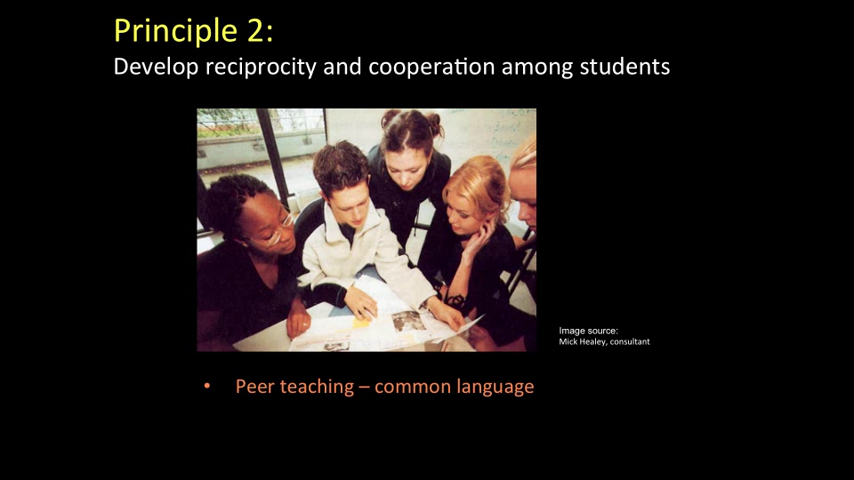 Principle 2:
Develop reciprocity and cooperation among students
Image source:
Mick Healey, consultant
• Peer teaching – common language